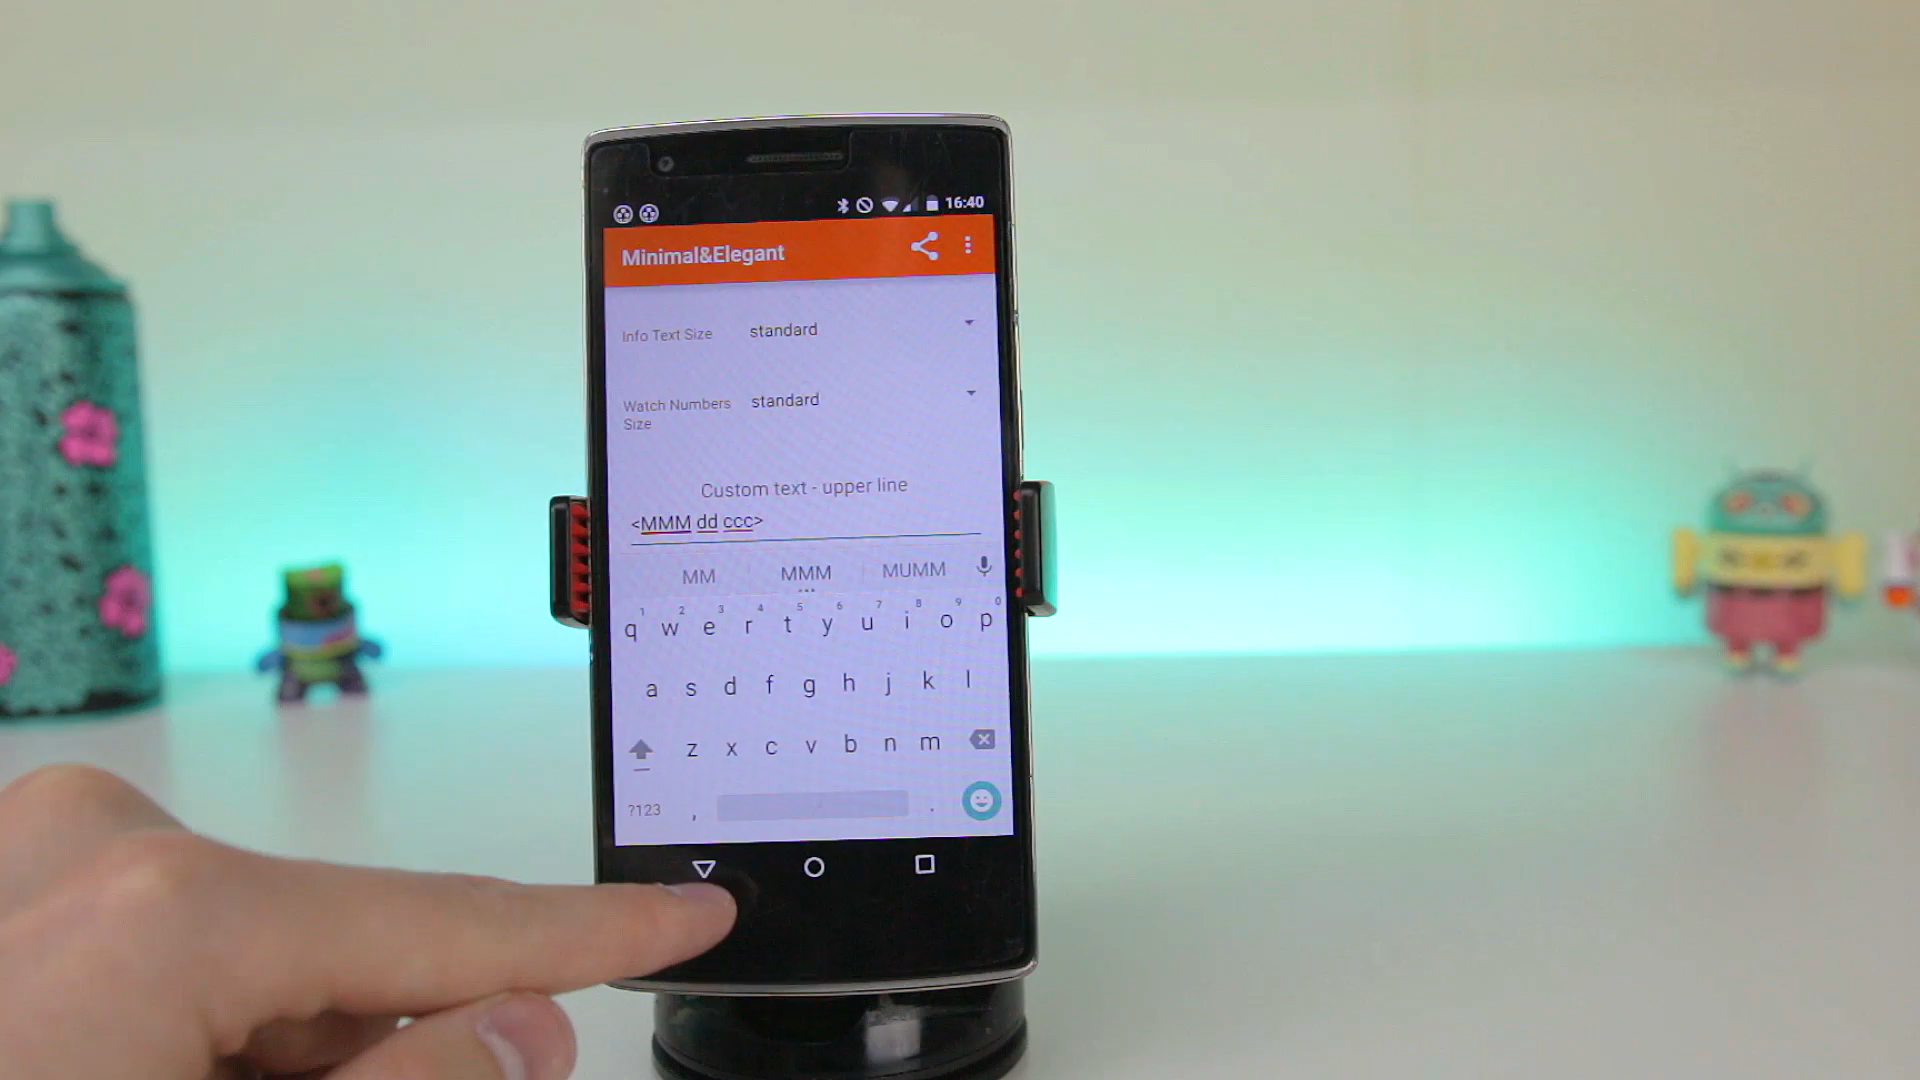 16:40
Minimal&Elegant
Info Text Size standard
Watch Numbers Size standard
Custom text - upper line
<MMM dd ccc>
MM MMM MUMM
1 2 3 4 5 6 7 8 9 0
q w e r t y u i o p
a s d f g h j k l
z x c v b n m
?123 , .